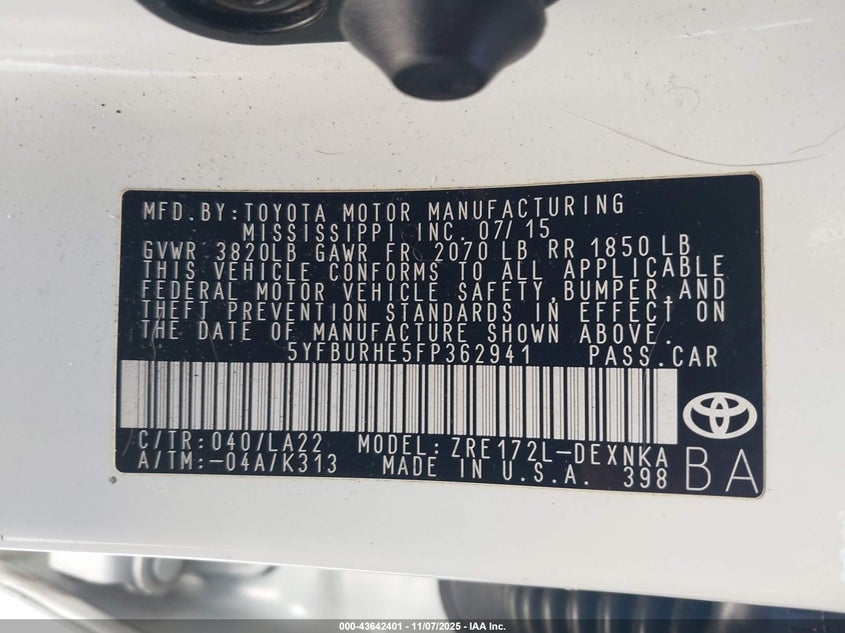 MFD.BY:TOYOTA MOTOR MANUFACTURING
MISSISSIPPI INC. 07/15
GVWR 3820LB GAWR FR 2070 LB RR 1850LB
THIS VEHICLE CONFORMS TO ALL APPLICABLE
FEDERAL MOTOR VEHICLE SAFETY,BUMPER,AND
THEFT PREVENTION STANDARDS IN EFFECT ON
THE DATE OF MANUFACTURE SHOWN ABOVE.
5YFBURHE5FP362941 PASS.CAR
C/TR:040/LA22 MODEL:ZRE172L-DEXNKA
A/TM:-04A/K313 MADE IN U.S.A. 398
BA
000-43642401 - 11/07/2025 - IAA Inc.